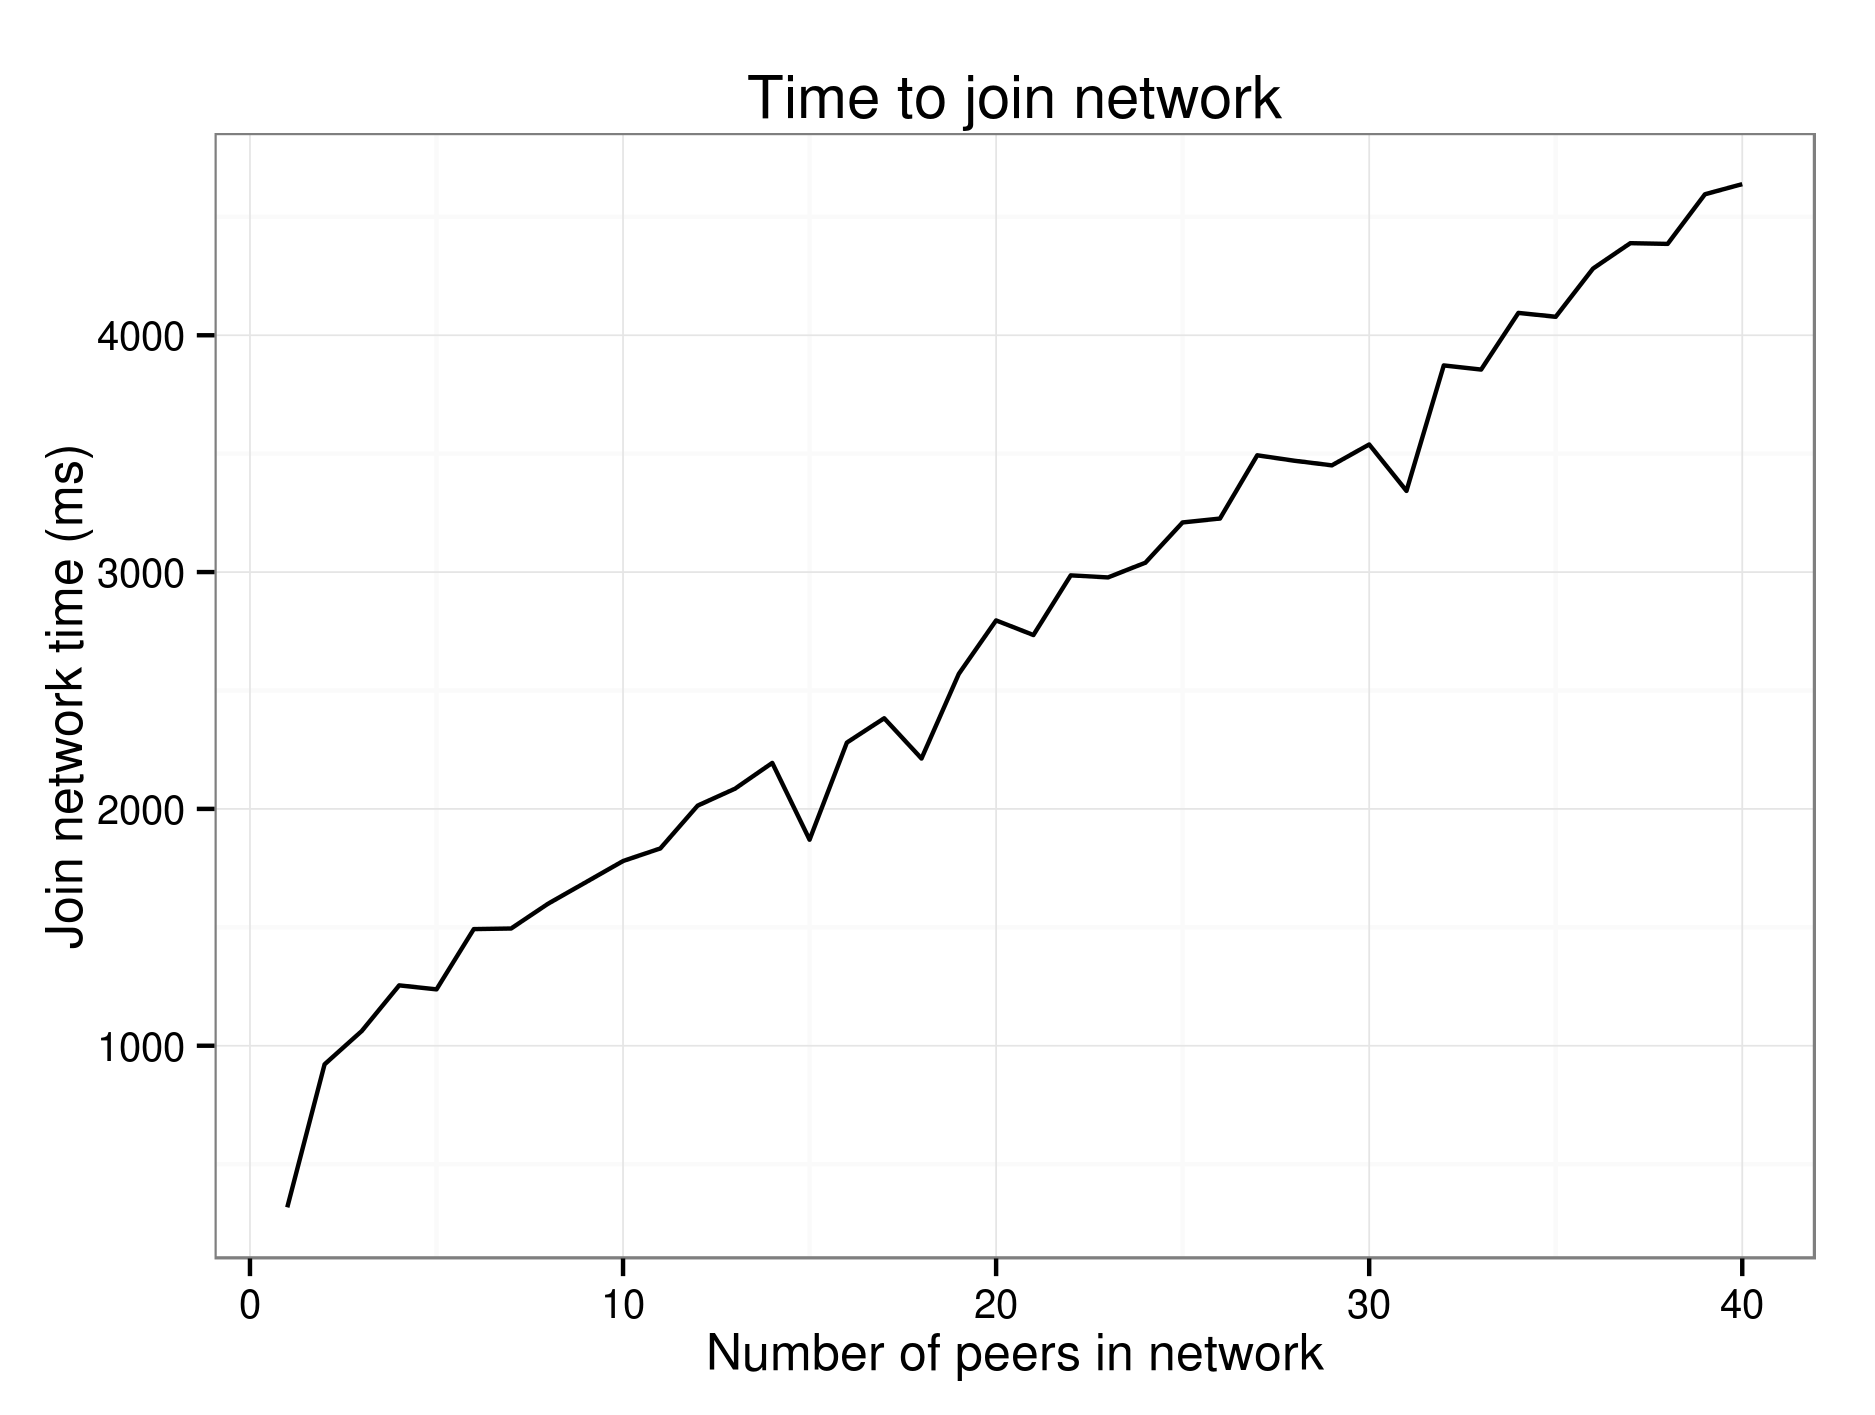 Time to join network
Join network time (ms)
4000
3000
2000
1000
0 10 20 30 40
Number of peers in network